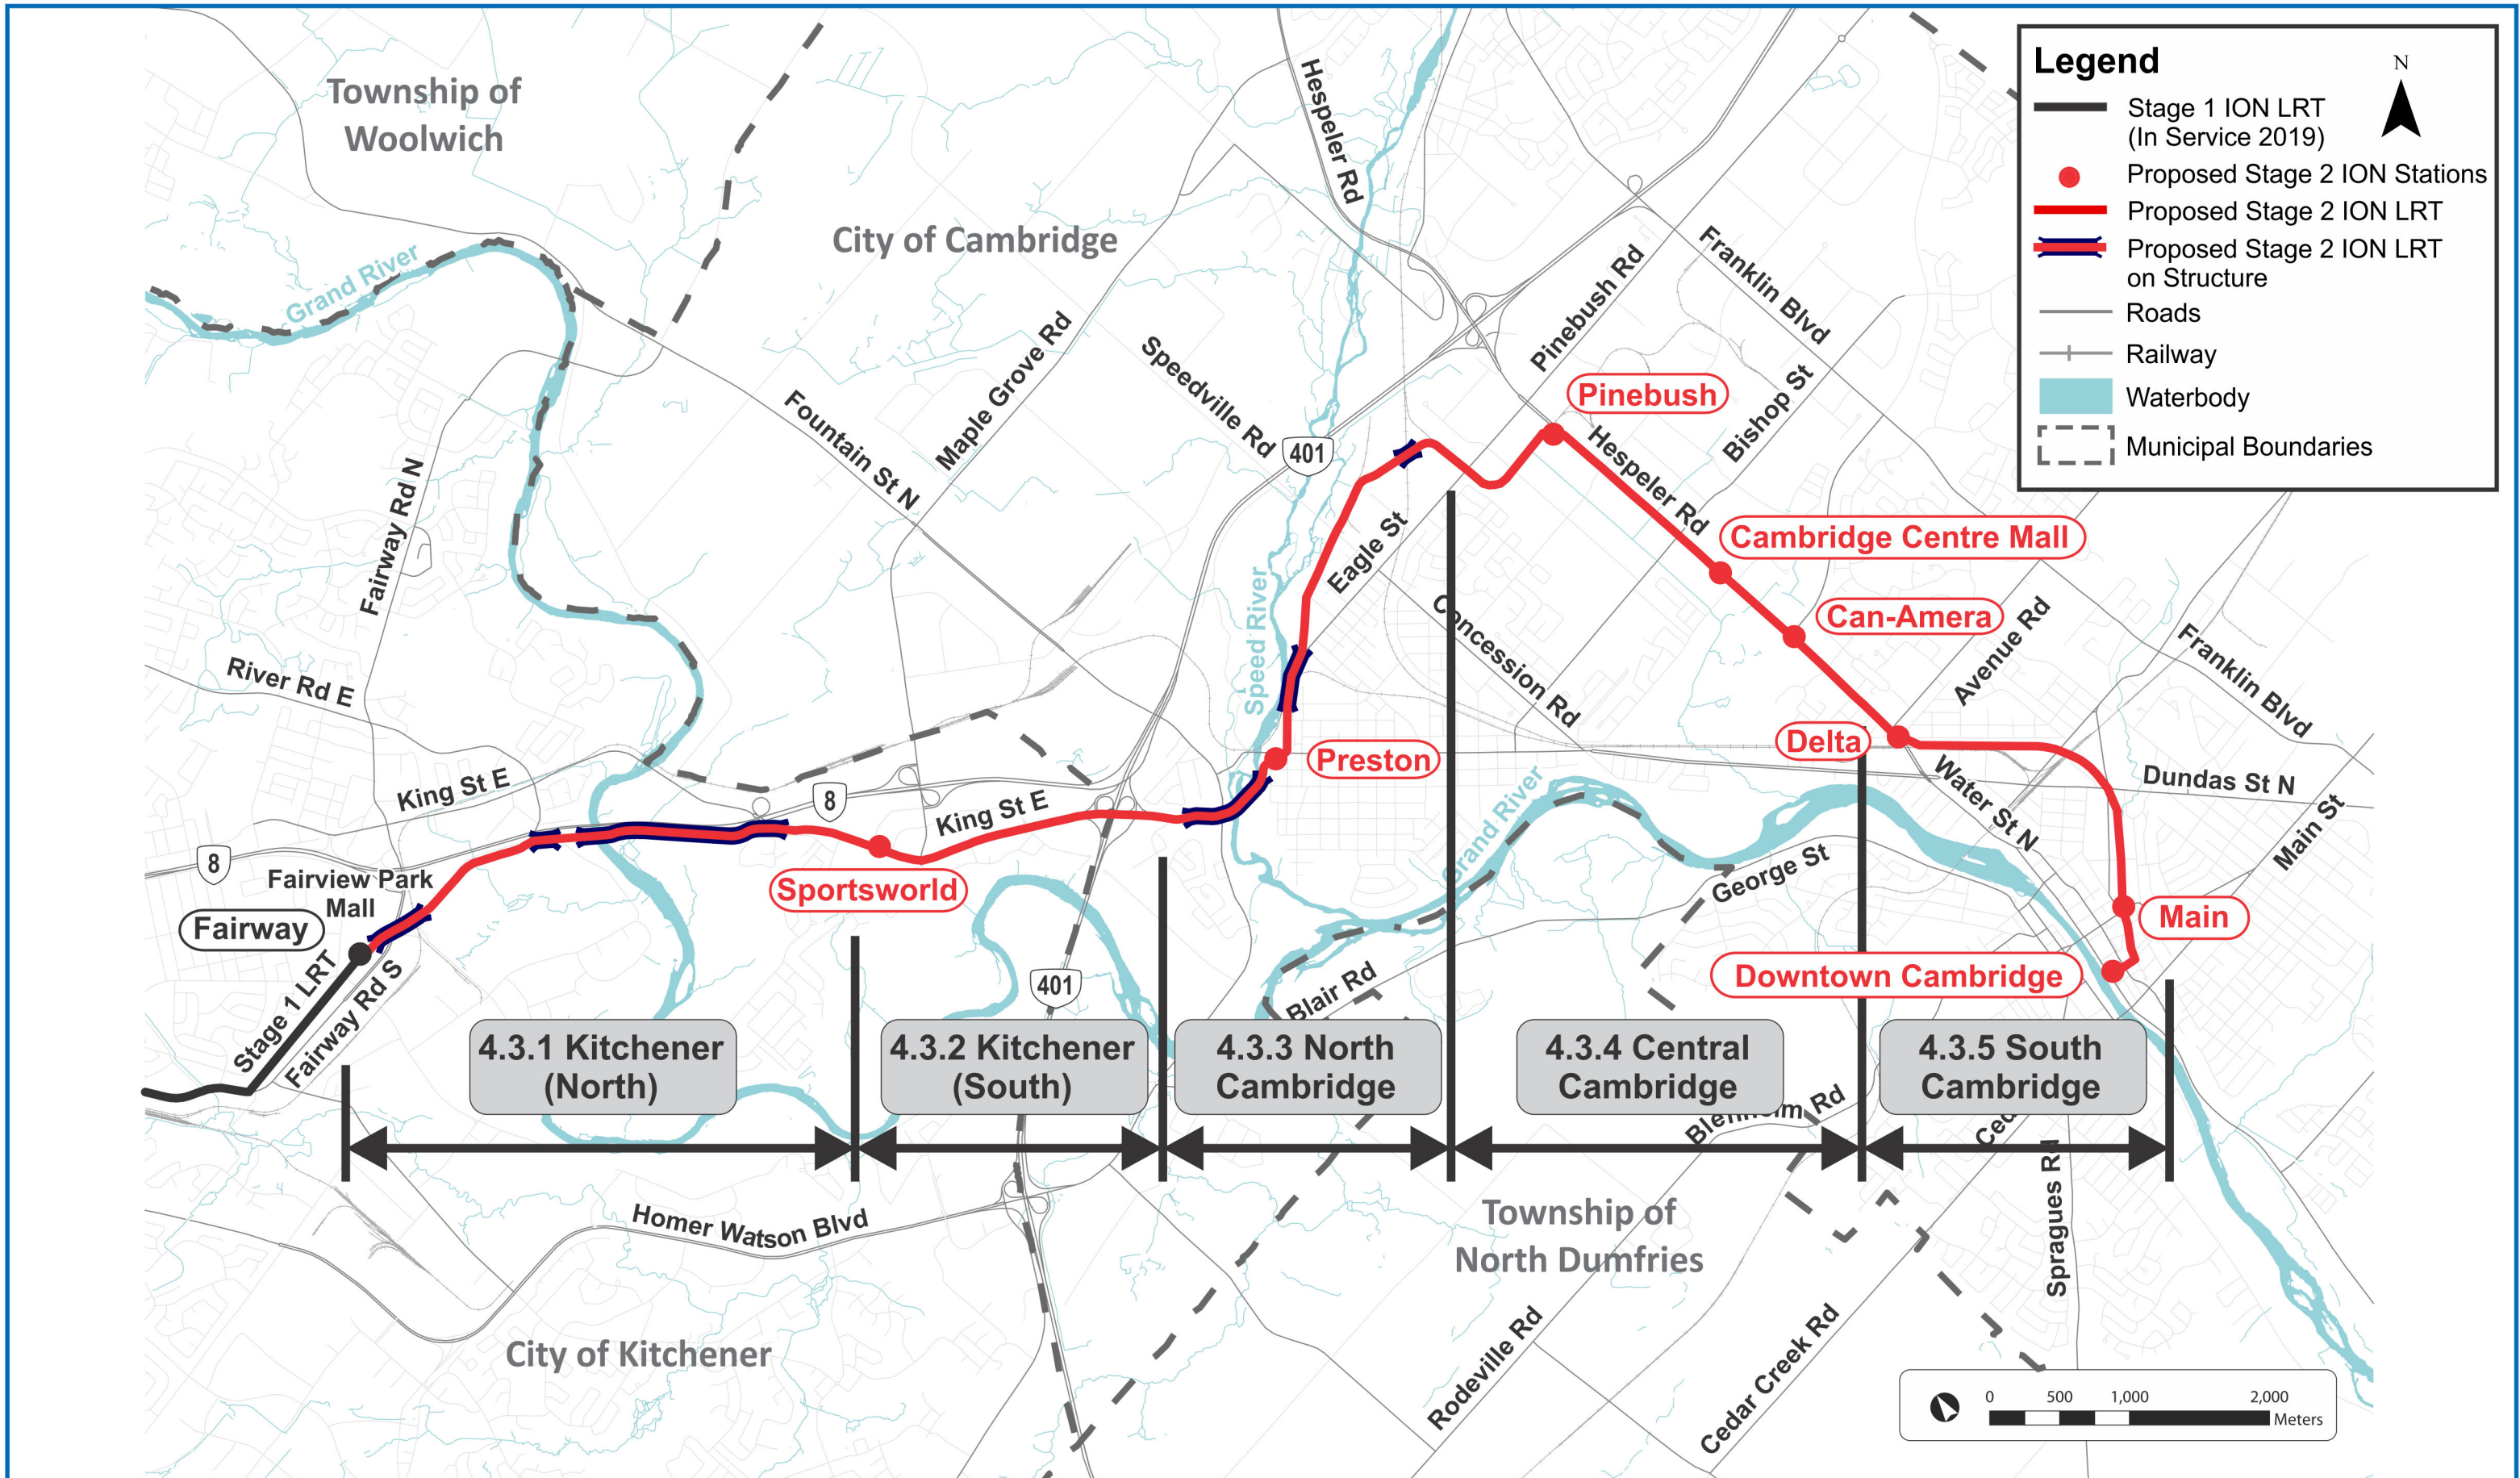 Legend
N
Stage 1 ION LRT
(In Service 2019)
Proposed Stage 2 ION Stations
Proposed Stage 2 ION LRT
Proposed Stage 2 ION LRT
on Structure
Roads
Railway
Waterbody
Municipal Boundaries
Township of
Woolwich
City of Cambridge
Hespeler Rd
Grand River
Pinebush Rd
Franklin Blvd
Maple Grove Rd
Speedville Rd
Fountain St N
401
Pinebush
Bishop St
Hespeler Rd
Fairway Rd N
Eagle St
Cambridge Centre Mall
Can-Amera
Concession Rd
Avenue Rd
Franklin Blvd
Speed River
River Rd E
Preston
Delta
King St E
8
King St E
Grand River
Water St N
Dundas St N
Main St
8
Fairview Park
Mall
Fairway
Sportsworld
George St
Main
Stage 1 LRT
Fairway Rd S
401
Blair Rd
Downtown Cambridge
4.3.1 Kitchener
(North)
4.3.2 Kitchener
(South)
4.3.3 North
Cambridge
4.3.4 Central
Cambridge
4.3.5 South
Cambridge
Rd
Spragues Rd
Homer Watson Blvd
Township of
North Dumfries
City of Kitchener
Rodeville Rd
Cedar Creek Rd
0 500 1,000 2,000
Meters